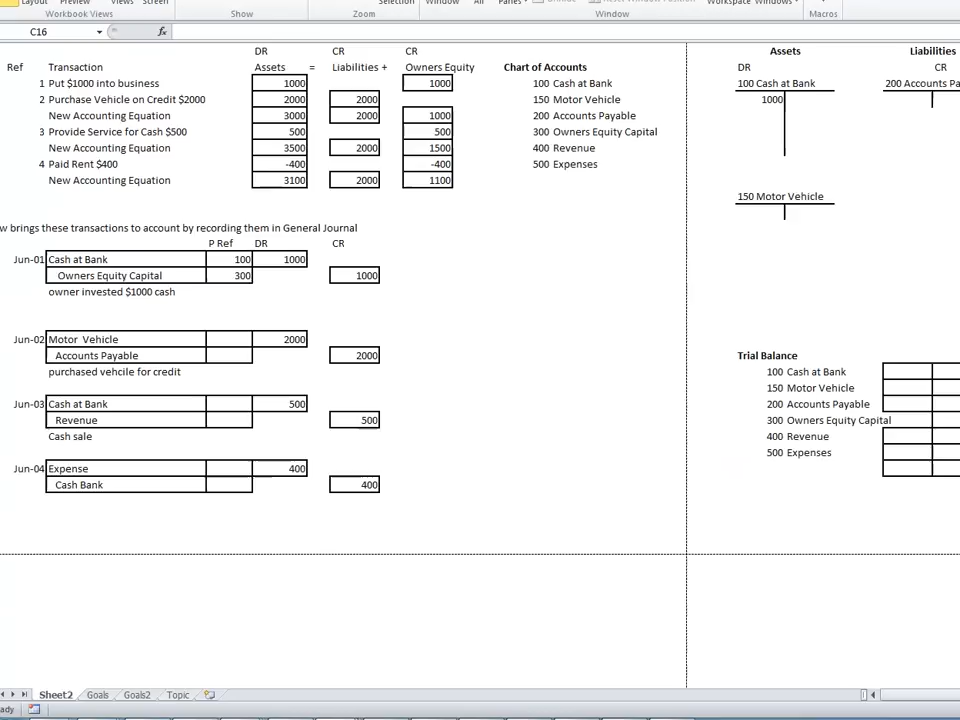 Layout Preview Views Screen Selection Window All Panes Workspace Windows
Workbook Views Show Zoom Window Macros
C16 fx
DR CR CR Assets Liabilities
Ref Transaction Assets = Liabilities + Owners Equity Chart of Accounts DR CR
1 Put $1000 into business 1000 1000 100 Cash at Bank 100 Cash at Bank 200 Accounts Pa
2 Purchase Vehicle on Credit $2000 2000 2000 150 Motor Vehicle 1000
New Accounting Equation 3000 2000 1000 200 Accounts Payable
3 Provide Service for Cash $500 500 500 300 Owners Equity Capital
New Accounting Equation 3500 2000 1500 400 Revenue
4 Paid Rent $400 -400 -400 500 Expenses
New Accounting Equation 3100 2000 1100
150 Motor Vehicle
w brings these transactions to account by recording them in General Journal
P Ref DR CR
Jun-01 Cash at Bank 100 1000
Owners Equity Capital 300 1000
owner invested $1000 cash
Jun-02 Motor Vehicle 2000
Accounts Payable 2000 Trial Balance
purchased vehcile for credit 100 Cash at Bank
150 Motor Vehicle
Jun-03 Cash at Bank 500 200 Accounts Payable
Revenue 500 300 Owners Equity Capital
Cash sale 400 Revenue
500 Expenses
Jun-04 Expense 400
Cash Bank 400
Sheet2 Goals Goals2 Topic
ady